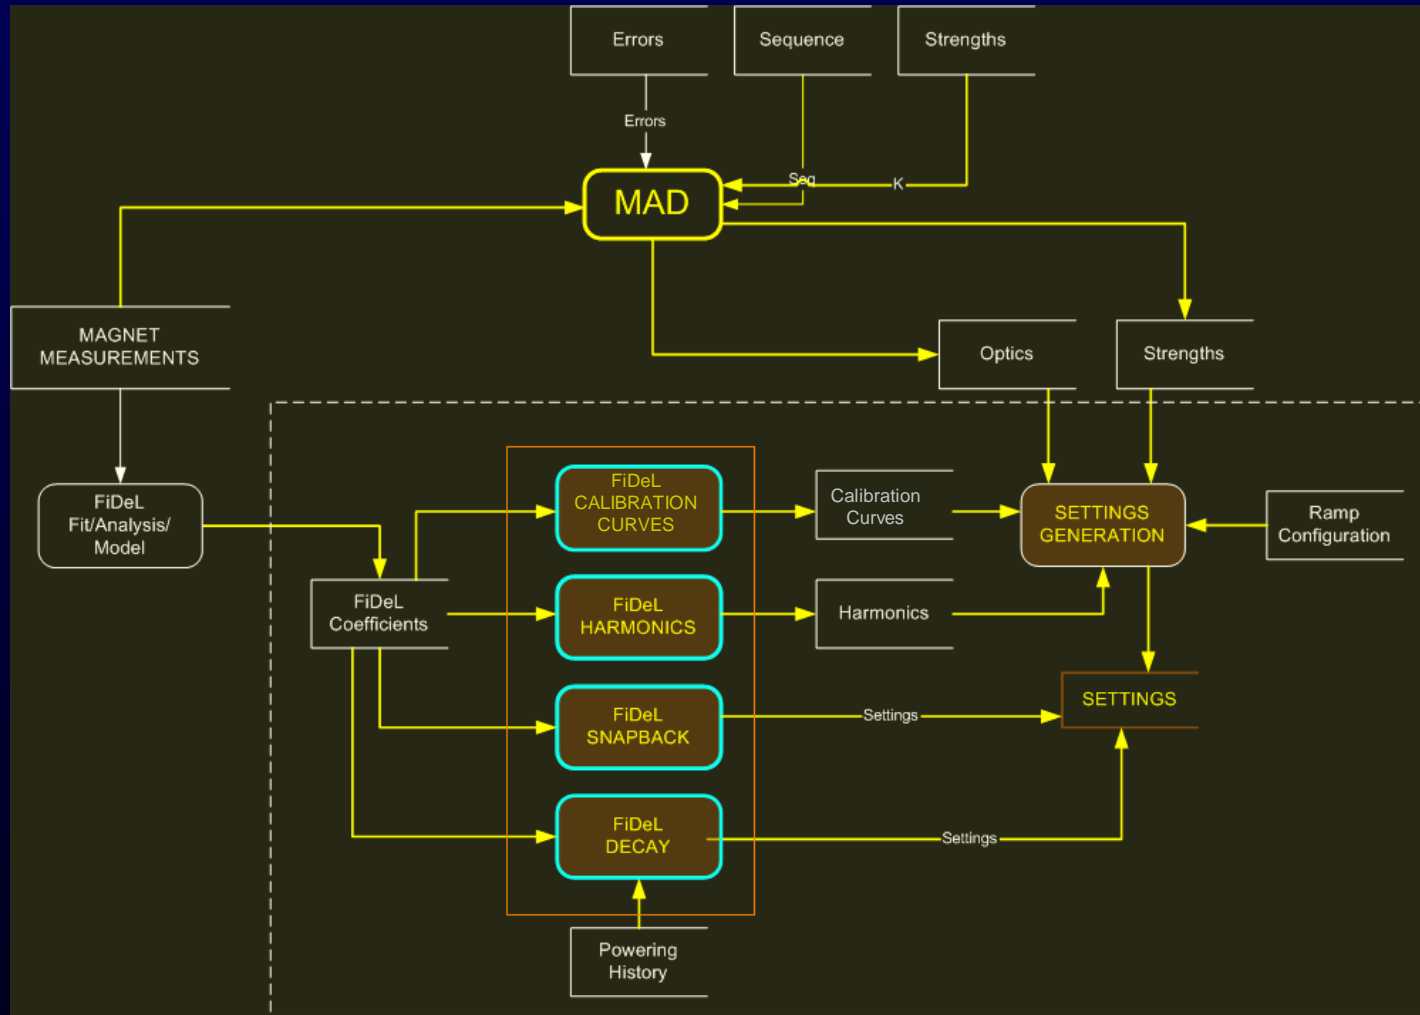 Errors
Sequence
Strengths
Errors
Seq
K
MAD
MAGNET
MEASUREMENTS
Optics
Strengths
FiDeL
Fit/Analysis/
Model
FiDeL
CALIBRATION
CURVES
Calibration
Curves
SETTINGS
GENERATION
Ramp
Configuration
FiDeL
Coefficients
FiDeL
HARMONICS
Harmonics
FiDeL
SNAPBACK
Settings
SETTINGS
FiDeL
DECAY
Settings
Powering
History